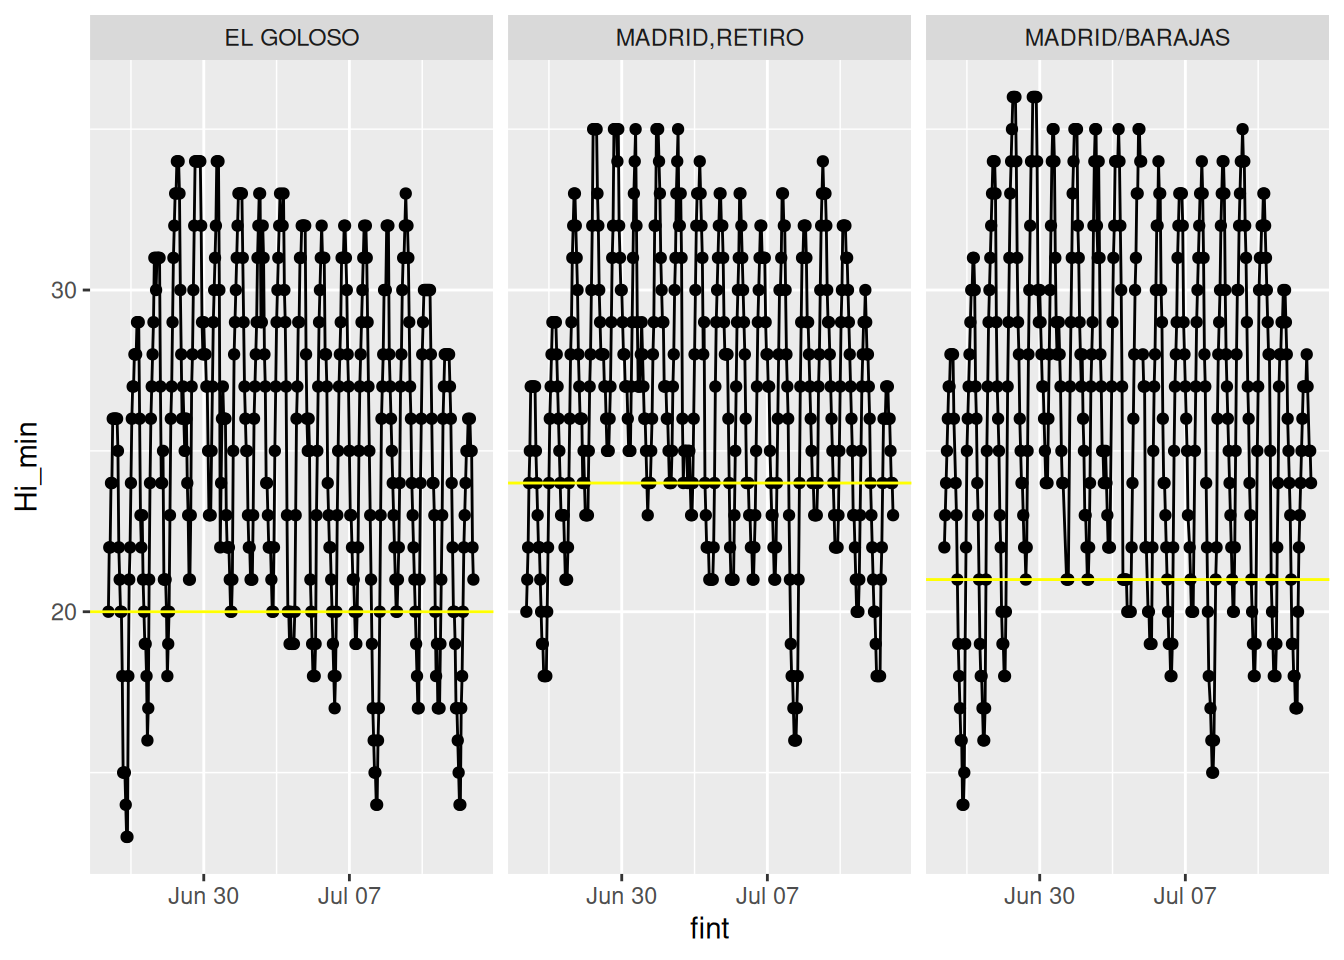 EL GOLOSO
MADRID,RETIRO
MADRID/BARAJAS
Hi_min
30
20
Jun 30
Jul 07
Jun 30
Jul 07
Jun 30
Jul 07
fint